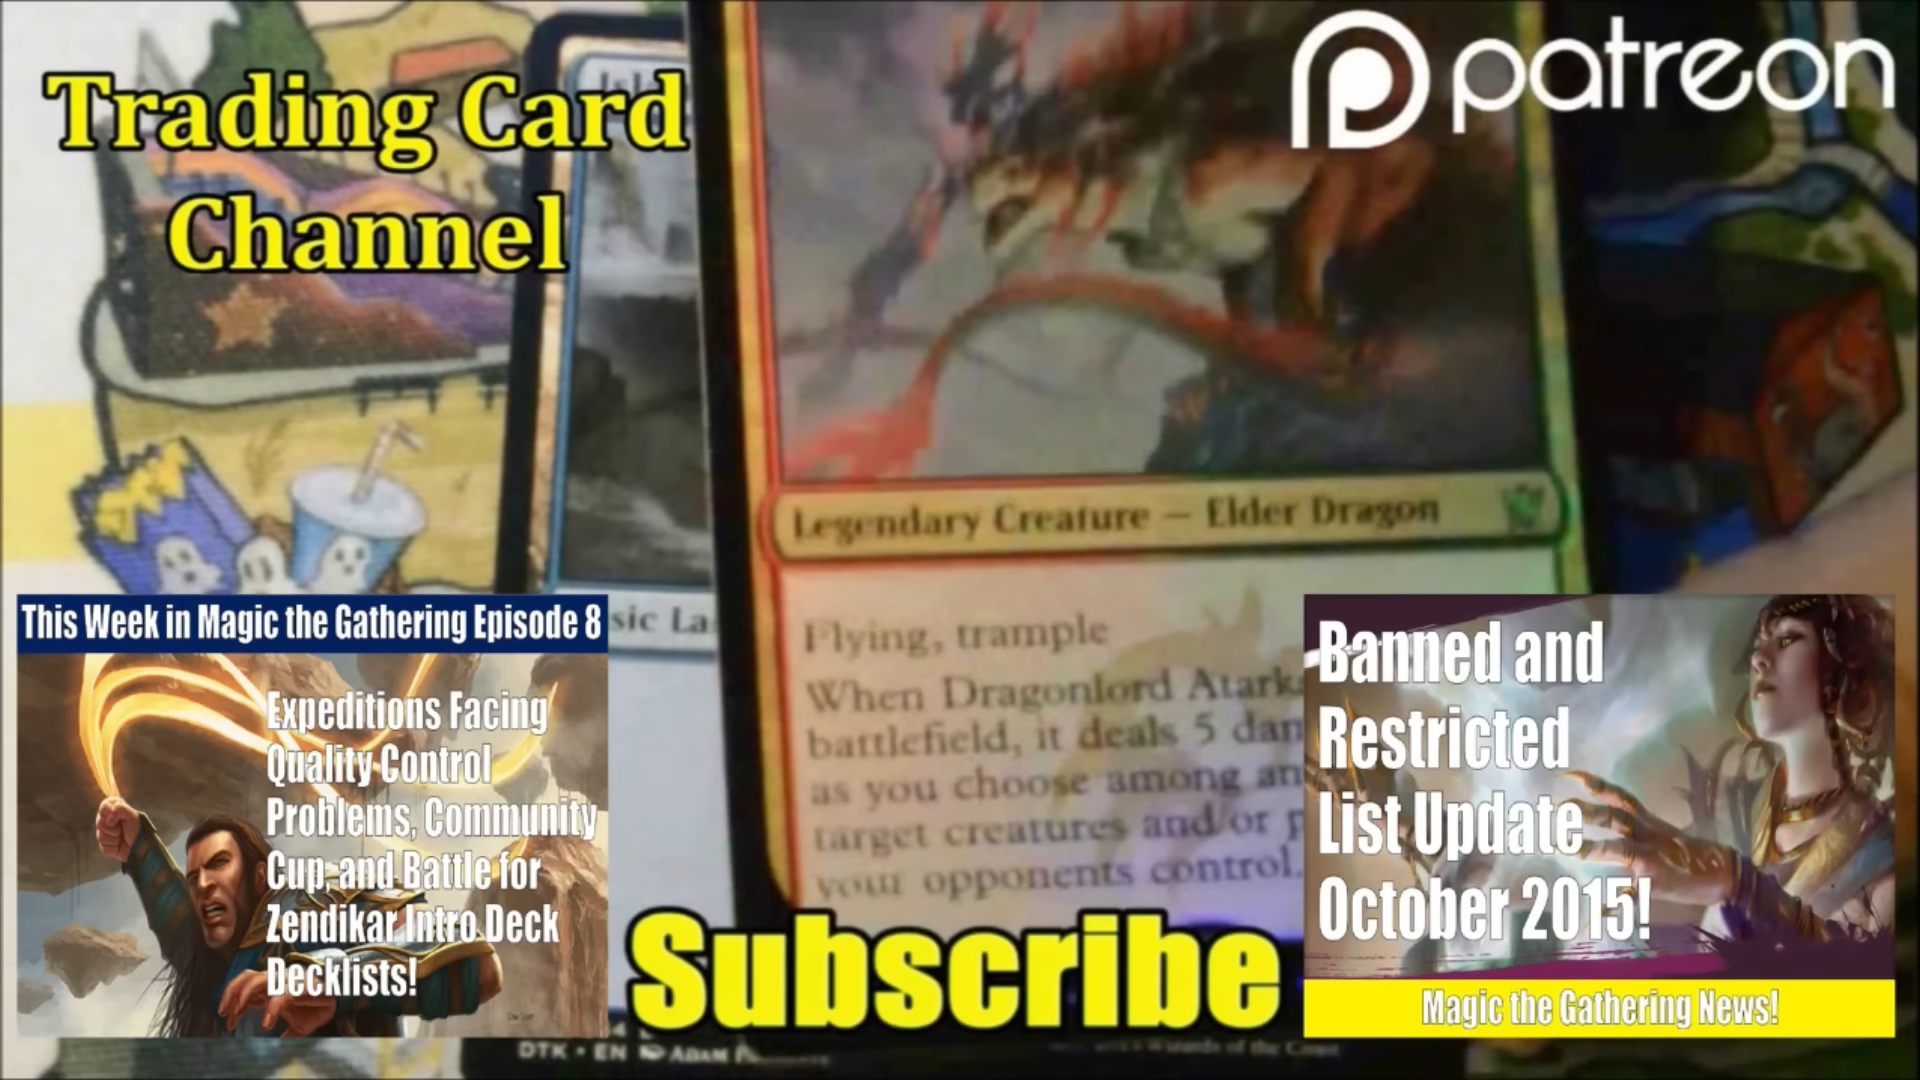 Trading Card
Channel
patreon
Legendary Creature — Elder Dragon
Flying, trample
When Dragonlord
battlefield, it deals 5
as you choose among
target creatures and/or
your opponents control.
This Week in Magic the Gathering Episode 8
Expeditions Facing
Quality Control
Problems, Community
Cup, and Battle for
Zendikar Intro Deck
Decklists!
Banned and
Restricted
List Update
October 2015!
Magic the Gathering News!
Subscribe
DTK • EN ADAM